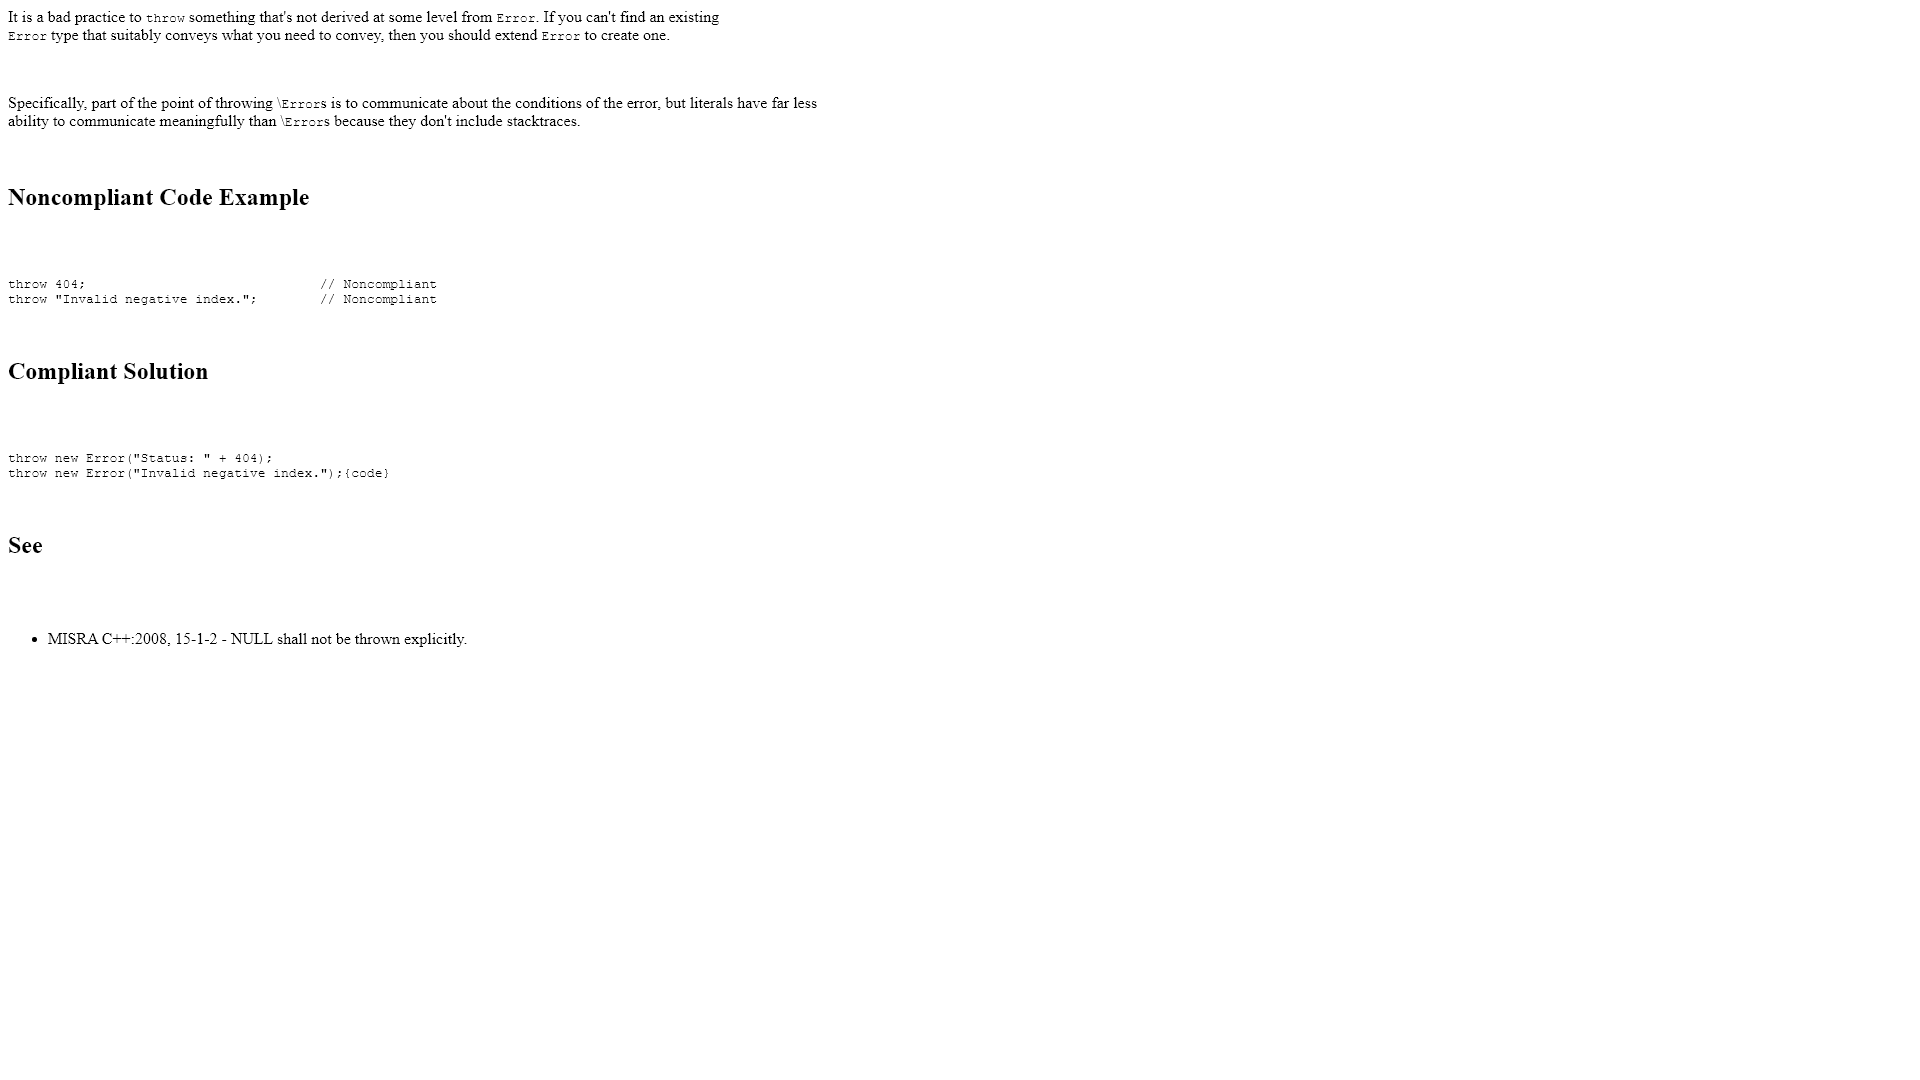 It is a bad practice to throw something that's not derived at some level from Error. If you can't find an existing
Error type that suitably conveys what you need to convey, then you should extend Error to create one.
Specifically, part of the point of throwing \Errors is to communicate about the conditions of the error, but literals have far less
ability to communicate meaningfully than \Errors because they don't include stacktraces.
Noncompliant Code Example
throw 404;                              // Noncompliant
throw "Invalid negative index.";        // Noncompliant
Compliant Solution
throw new Error("Status: " + 404);
throw new Error("Invalid negative index.");{code}
See
• MISRA C++:2008, 15-1-2 - NULL shall not be thrown explicitly.